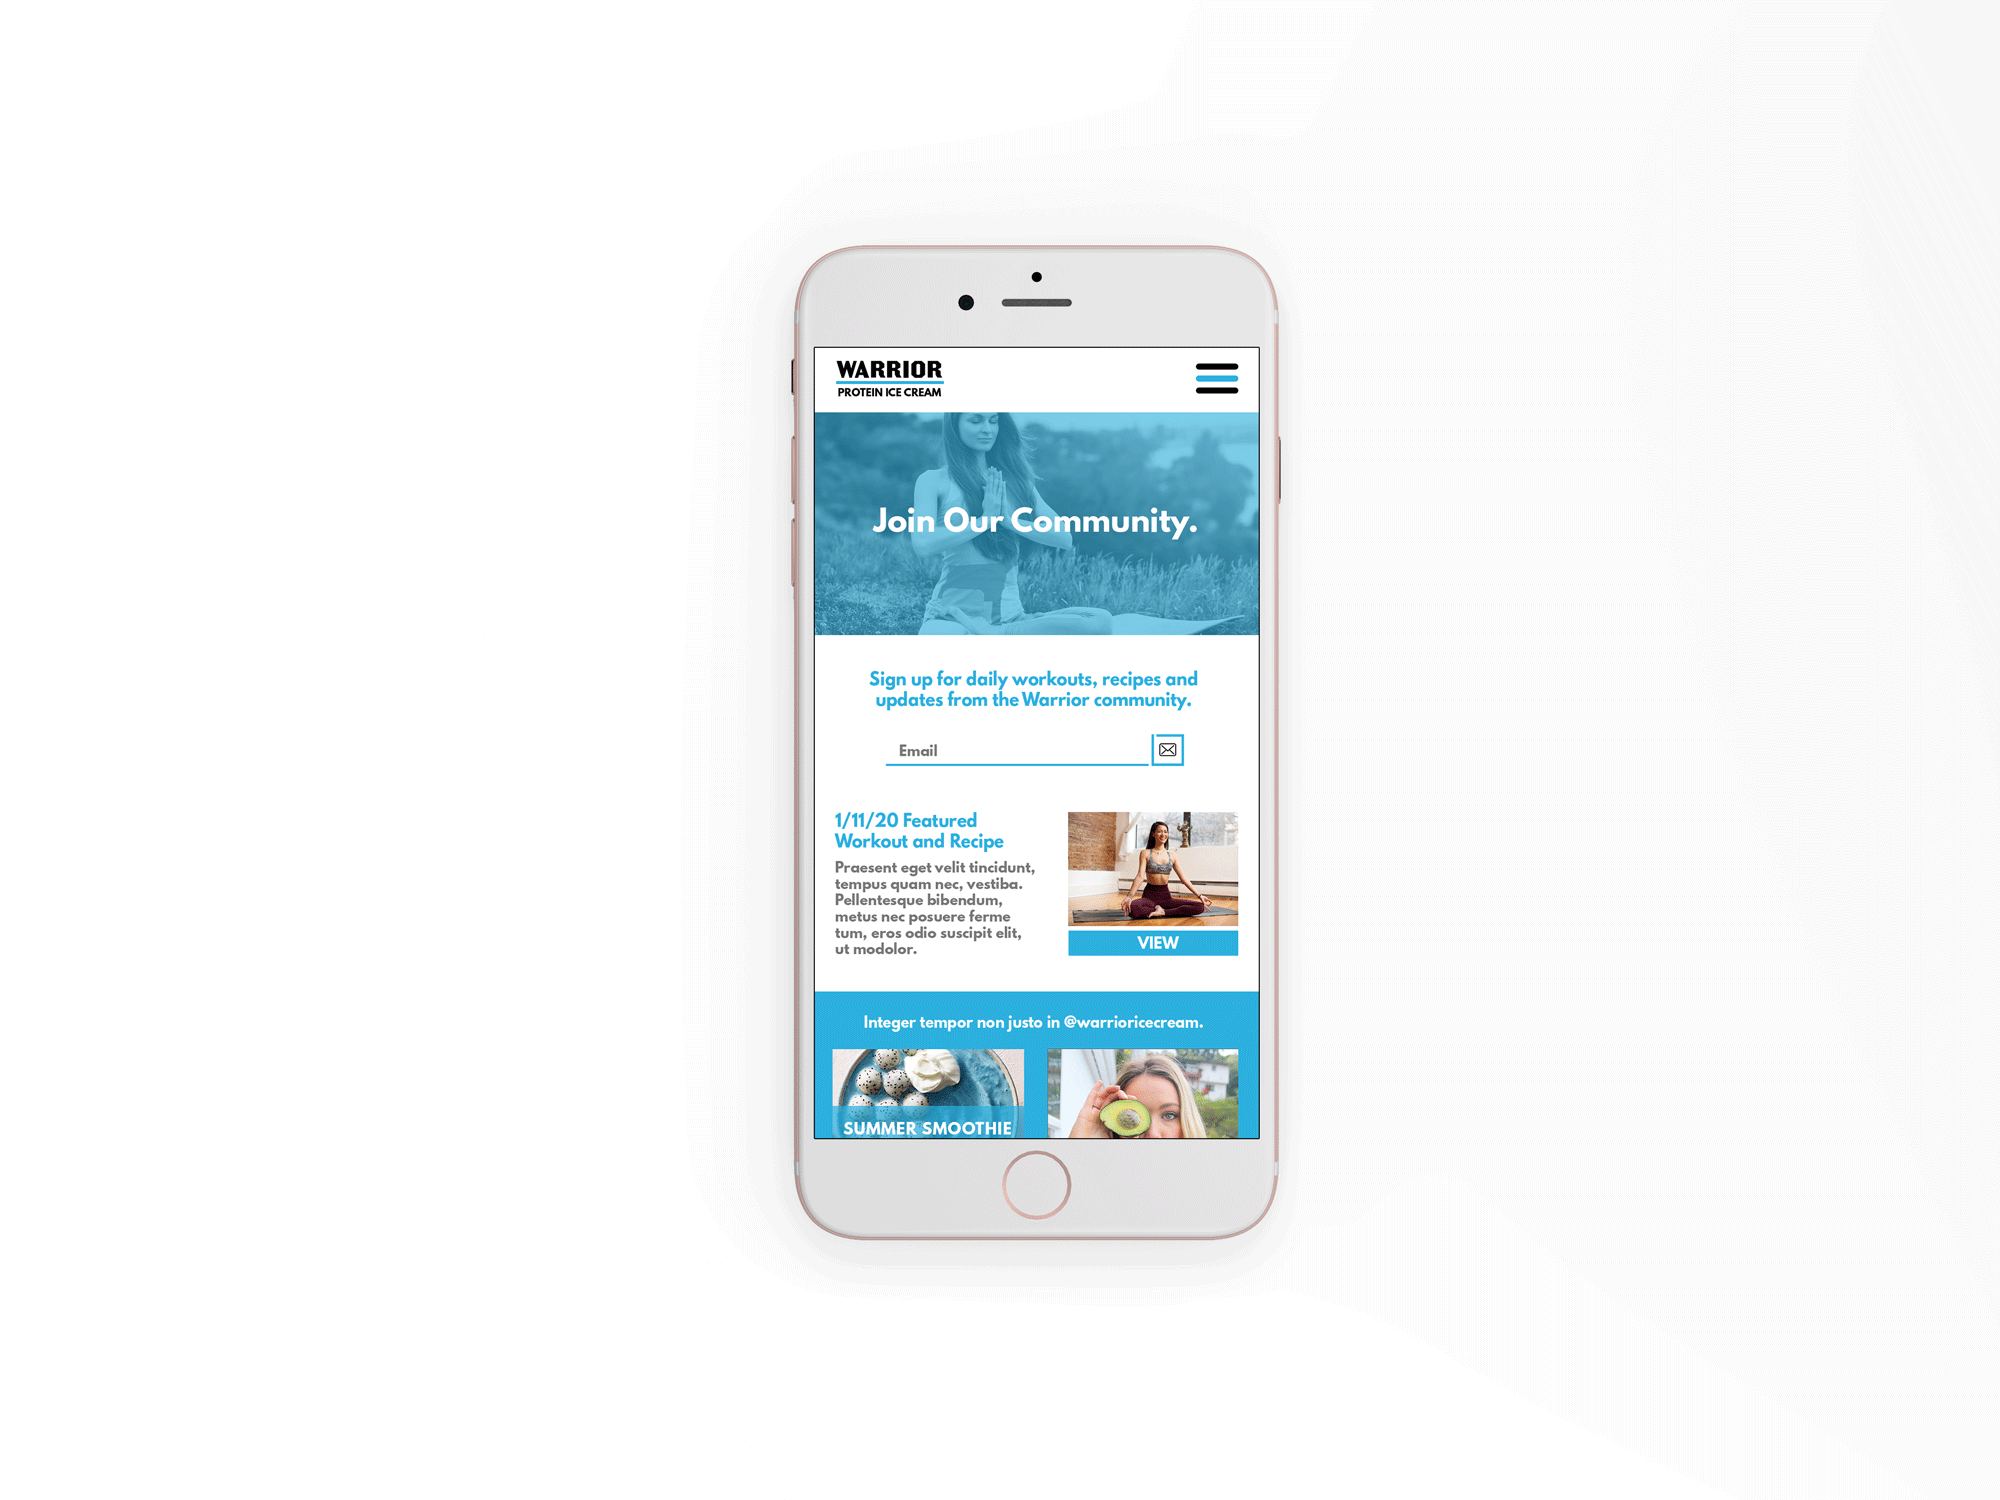 WARRIOR
PROTEIN ICE CREAM
Join Our Community.
Sign up for daily workouts, recipes and
updates from the Warrior community.
Email
1/11/20 Featured
Workout and Recipe
Praesent eget velit tincidunt,
tempus quam nec, vestiba.
Pellentesque bibendum,
metus nec posuere ferme
tum, eros odio suscipit elit,
ut modolor.
VIEW
Integer tempor non justo in @warrioricecream.
SUMMER SMOOTHIE